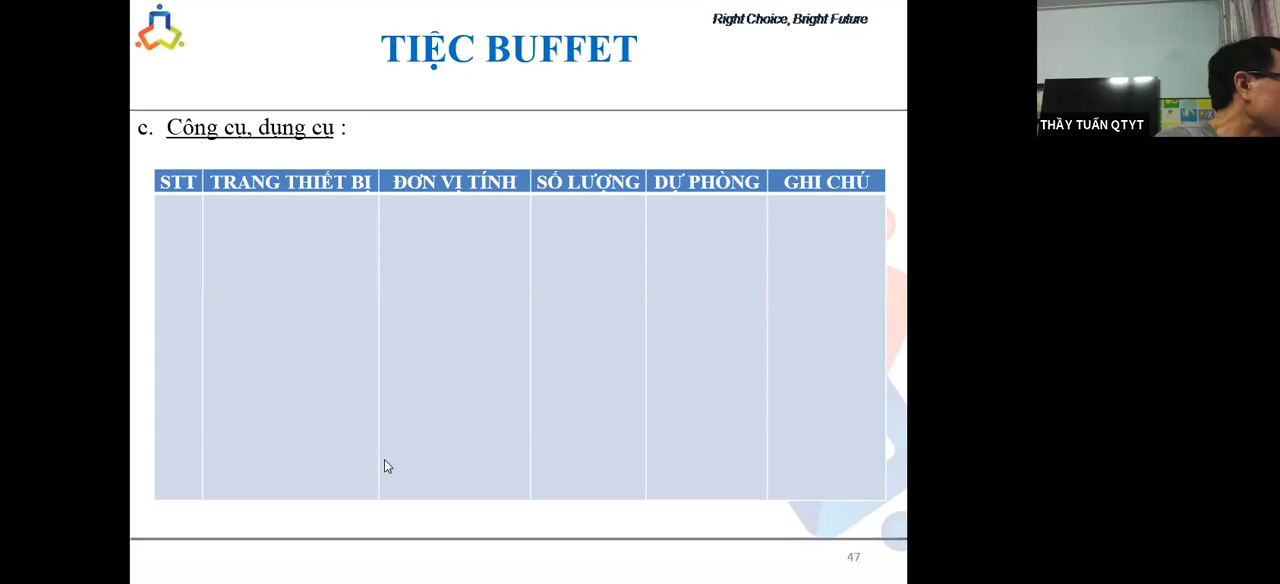 Right Choice, Bright Future
TIỆC BUFFET
c. Công cụ, dụng cụ :
STT TRANG THIẾT BỊ ĐƠN VỊ TÍNH SỐ LƯỢNG DỰ PHÒNG GHI CHÚ
47
THẦY TUẤN QTYT